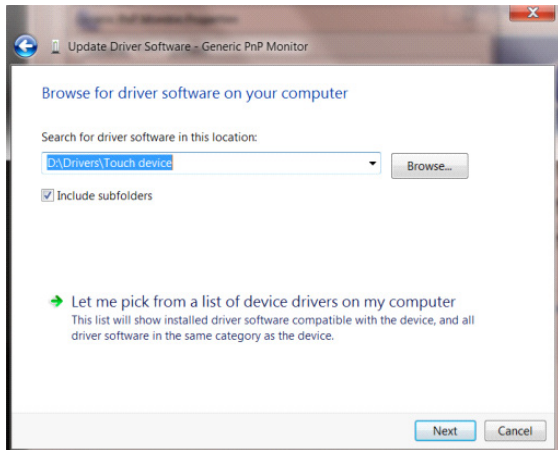 Update Driver Software - Generic PnP Monitor
Browse for driver software on your computer
Search for driver software in this location:
D:\Drivers\Touch device
Browse...
Include subfolders
Let me pick from a list of device drivers on my computer
This list will show installed driver software compatible with the device, and all
driver software in the same category as the device.
Next
Cancel